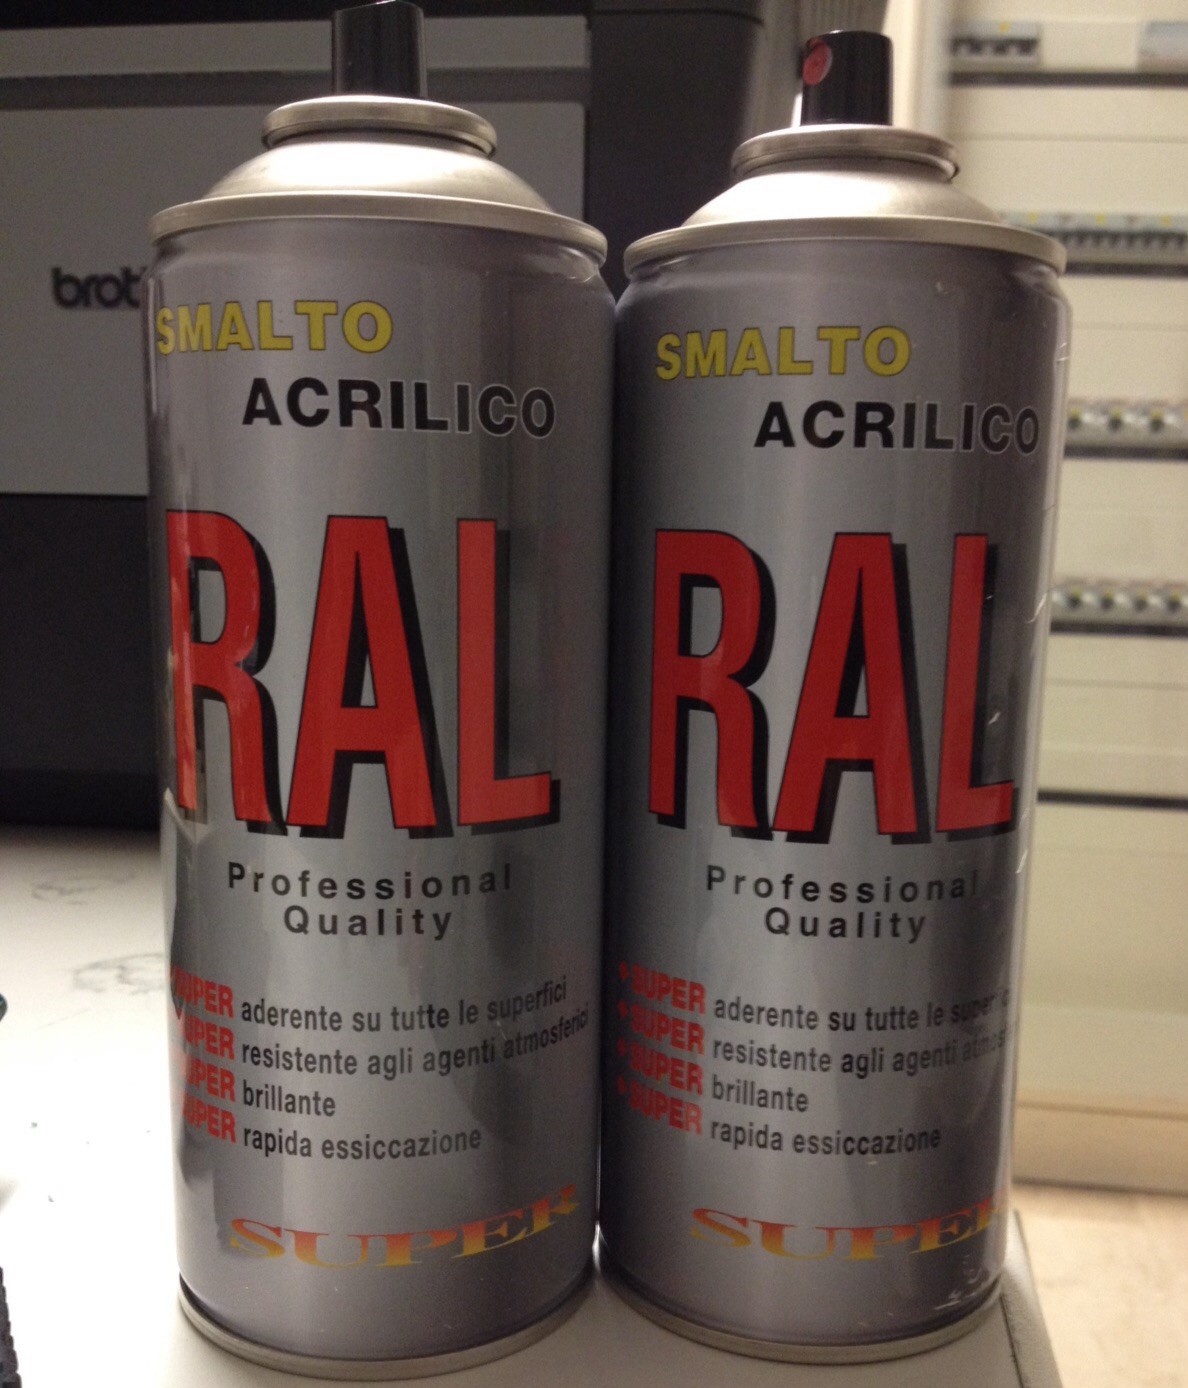 brot
SMALTO
ACRILICO
RAL
Professional
Quality
SUPER aderente su tutte le superfici
SUPER resistente agli agenti atmosferici
SUPER brillante
SUPER rapida essiccazione
SUPER
SMALTO
ACRILICO
RAL
Professional
Quality
+SUPER aderente su tutte le superfici
+SUPER resistente agli agenti
+SUPER brillante
+SUPER rapida essiccazione
SUPER